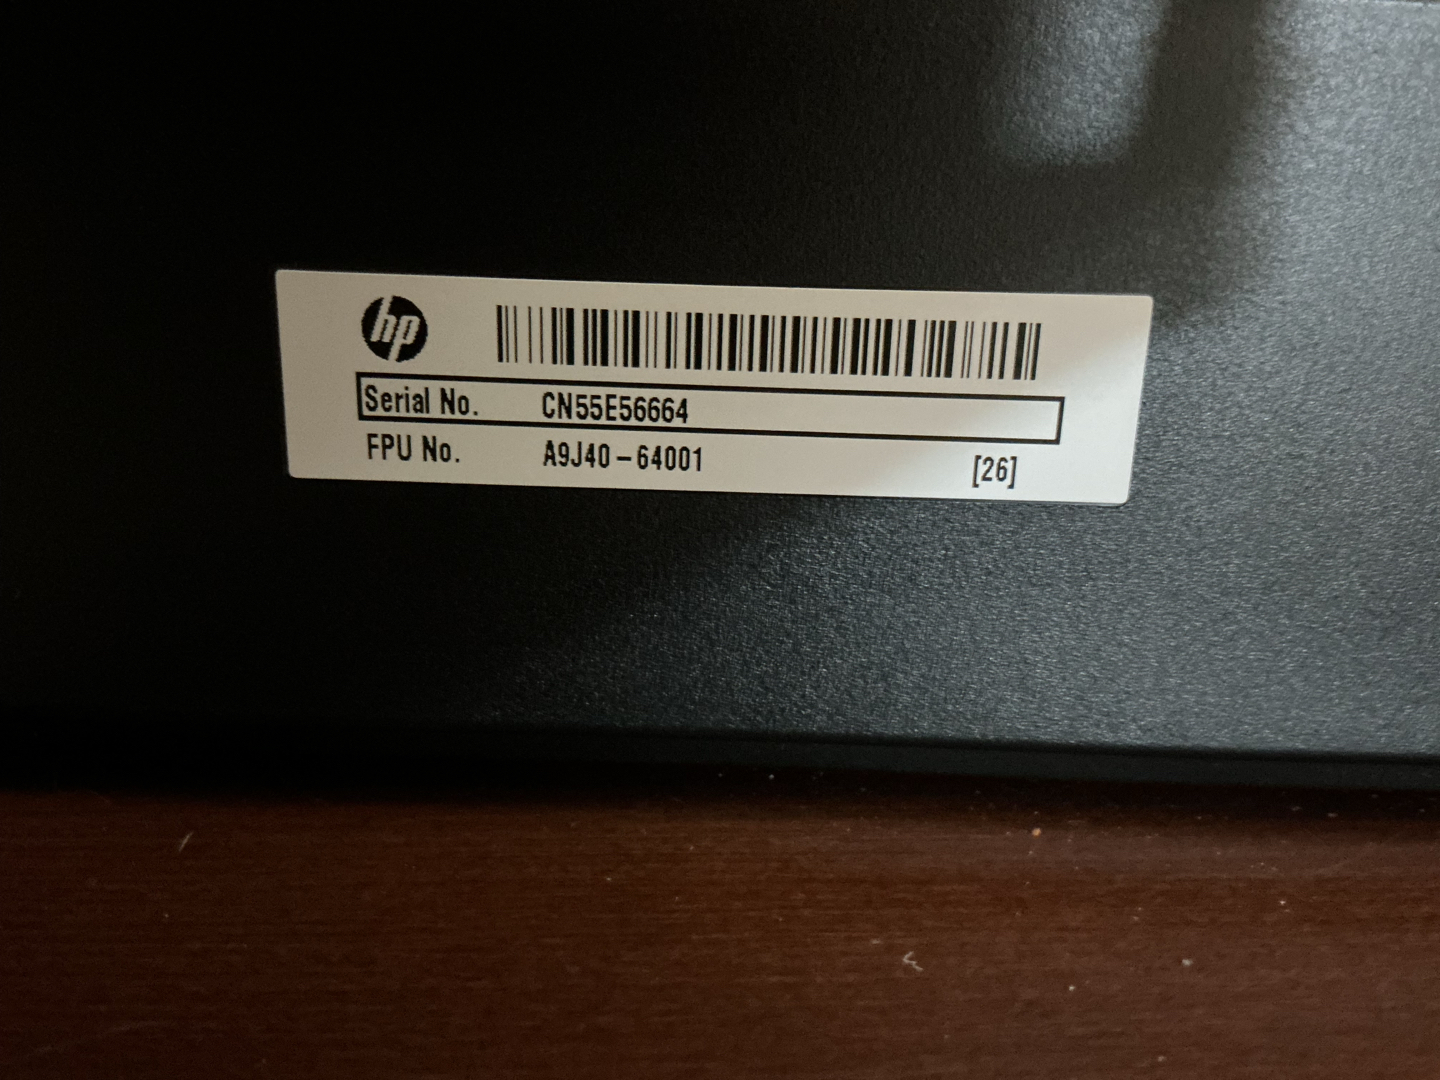 hp
Serial No. CN55E56664
FPU No. A9J40-64001 [26]